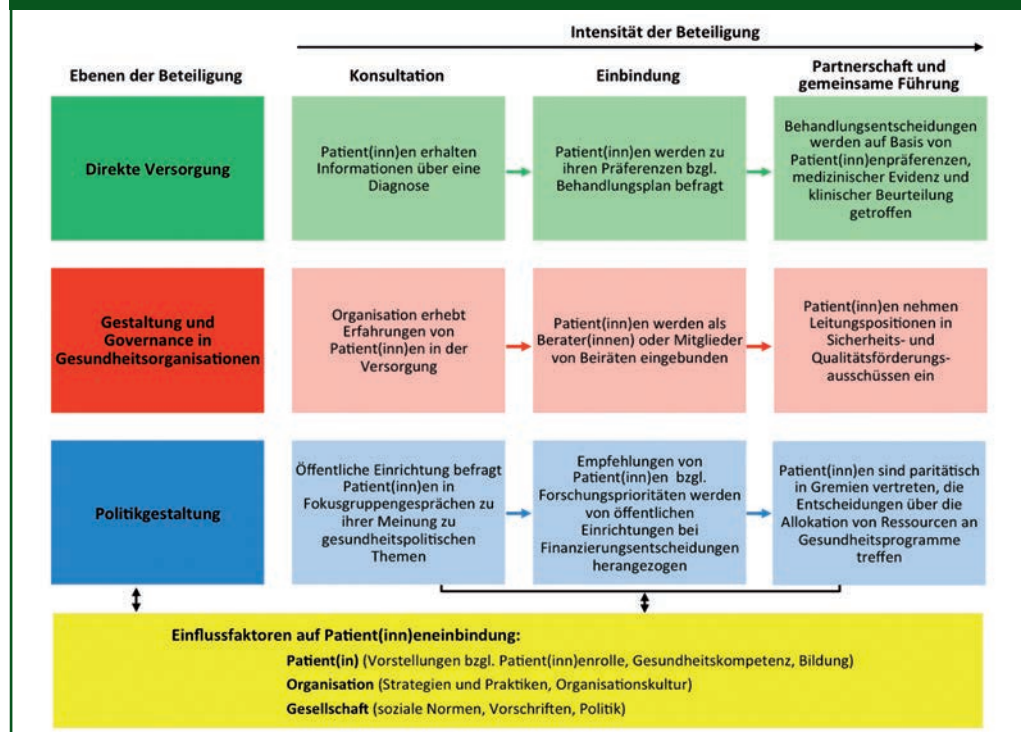 Intensität der Beteiligung
Ebenen der Beteiligung
Konsultation
Einbindung
Partnerschaft und
gemeinsame Führung
Direkte Versorgung
Patient(inn)en erhalten
Informationen über eine
Diagnose
Patient(inn)en werden zu
ihren Präferenzen bzgl.
Behandlungsplan befragt
Behandlungsentscheidungen
werden auf Basis von
Patient(inn)enpräferenzen,
medizinischer Evidenz und
klinischer Beurteilung
getroffen
Gestaltung und
Governance in
Gesundheitsorganisationen
Organisation erhebt
Erfahrungen von
Patient(inn)en in der
Versorgung
Patient(inn)en werden als
Berater(innen) oder Mitglieder
von Beiräten eingebunden
Patient(inn)en nehmen
Leitungspositionen in
Sicherheits- und
Qualitätsförderungs-
ausschüssen ein
Politikgestaltung
Öffentliche Einrichtung befragt
Patient(inn)en in
Fokusgruppengesprächen zu
ihrer Meinung zu
gesundheitspolitischen
Themen
Empfehlungen von
Patient(inn)en bzgl.
Forschungsprioritäten werden
von öffentlichen
Einrichtungen bei
Finanzierungsentscheidungen
herangezogen
Patient(inn)en sind paritätisch
in Gremien vertreten, die
Entscheidungen über die
Allokation von Ressourcen an
Gesundheitsprogramme
treffen
Einflussfaktoren auf Patient(inn)eneinbindung:
Patient(in) (Vorstellungen bzgl. Patient(inn)enrolle, Gesundheitskompetenz, Bildung)
Organisation (Strategien und Praktiken, Organisationskultur)
Gesellschaft (soziale Normen, Vorschriften, Politik)